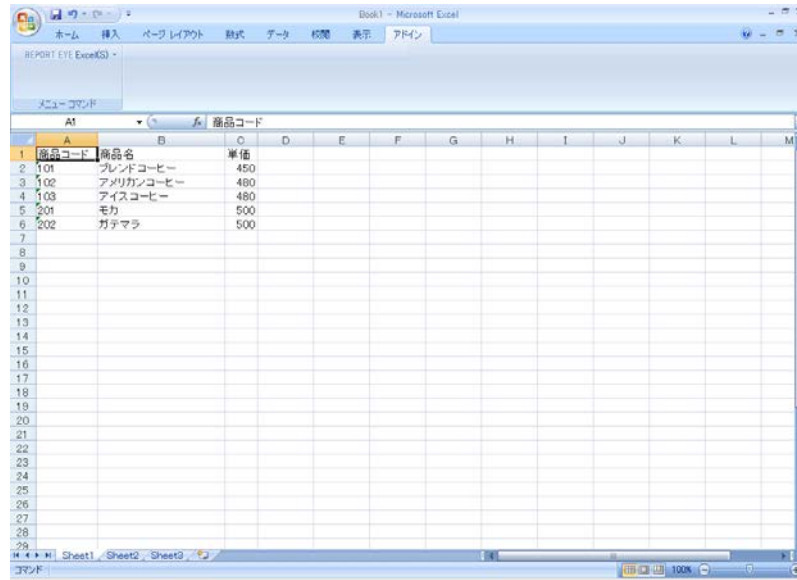 Book1 - Microsoft Excel
ホーム 挿入 ページ レイアウト 数式 データ 校閲 表示 アドイン
REPORT EYE Excel(S)
メニュー コマンド
A1 fx 商品コード
A B C D E F G H I J K L M
1 商品コード 商品名 単価
2 101 ブレンドコーヒー 450
3 102 アメリカンコーヒー 480
4 103 アイスコーヒー 480
5 201 モカ 500
6 202 ガテマラ 500
7
8
9
10
11
12
13
14
15
16
17
18
19
20
21
22
23
24
25
26
27
28
29
Sheet1 Sheet2 Sheet3
コマンド 100%